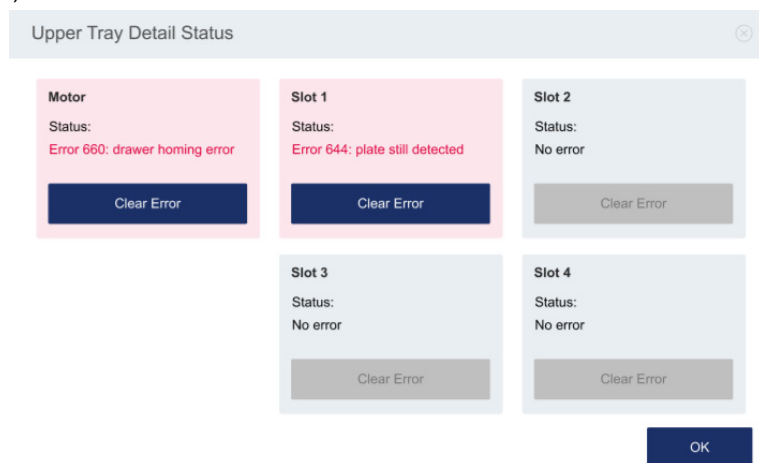 Upper Tray Detail Status
Motor
Status:
Error 660: drawer homing error
Clear Error
Slot 1
Status:
Error 644: plate still detected
Clear Error
Slot 2
Status:
No error
Clear Error
Slot 3
Status:
No error
Clear Error
Slot 4
Status:
No error
Clear Error
OK